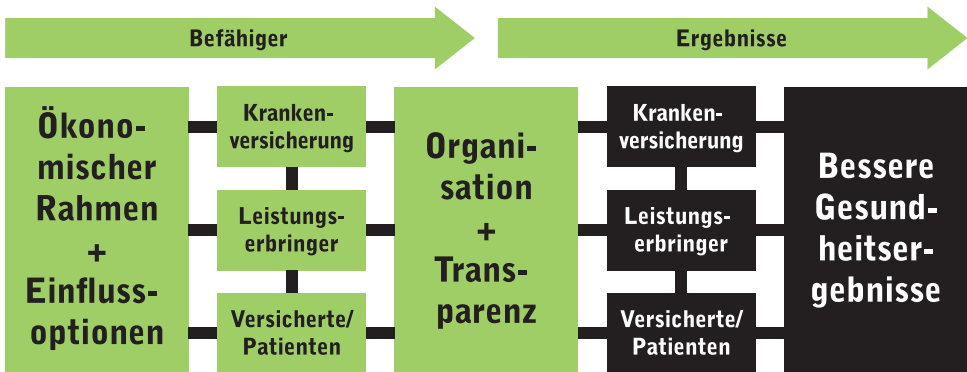 Befähiger
Ergebnisse
Ökono-
mischer
Rahmen
+
Einfluss-
optionen
Kranken-
versicherung
Leistungs-
erbringer
Versicherte/
Patienten
Organi-
sation
+
Trans-
parenz
Kranken-
versicherung
Leistungs-
erbringer
Versicherte/
Patienten
Bessere
Gesund-
heitser-
gebnisse